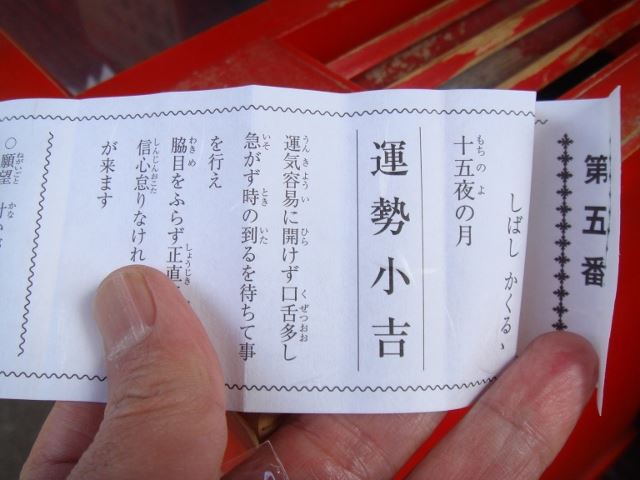 第五番
しばし かくるゝ
十五夜の月
運勢小吉
運気容易に開けず口舌多し
急がず時の到るを待ちて事
を行え
脇目をふらず正直
信心怠りなけれ
が来ます
○願望